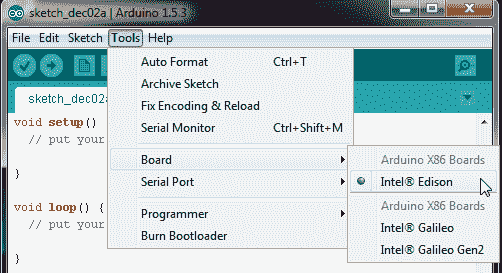 sketch_dec02a | Arduino 1.5.3
File Edit Sketch Tools Help
sketch_dec02a
void setup()
// put your
}
void loop() {
// put your
}
Auto Format Ctrl+T
Archive Sketch
Fix Encoding & Reload
Serial Monitor Ctrl+Shift+M
Board
Serial Port
Programmer
Burn Bootloader
Arduino X86 Boards
Intel® Edison
Arduino X86 Boards
Intel® Galileo
Intel® Galileo Gen2